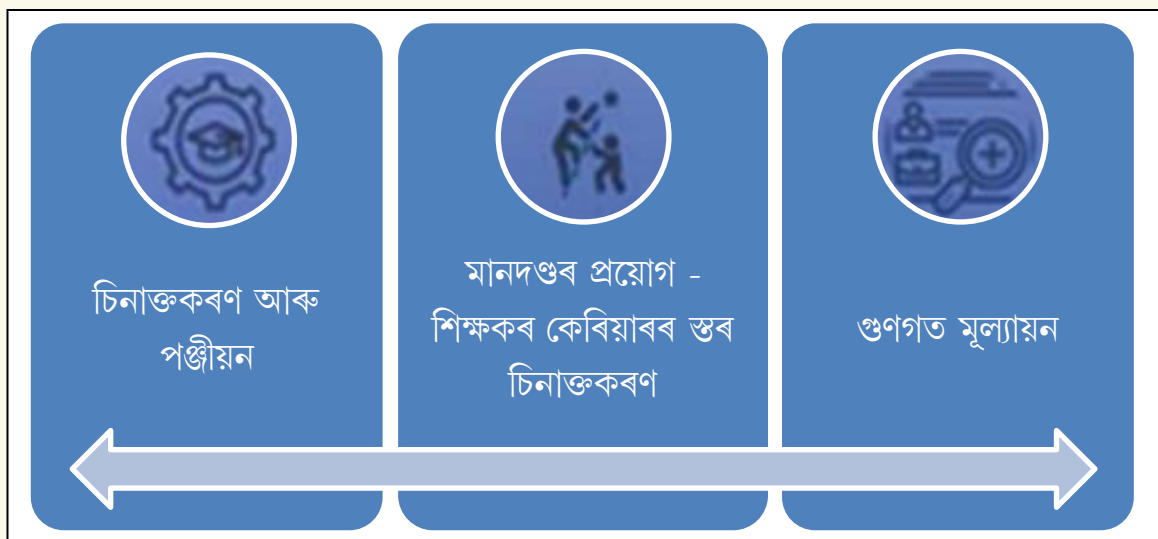 চিনাক্তকৰণ আৰু
পঞ্জীয়ন
মানদণ্ডৰ প্ৰয়োগ -
শিক্ষকৰ কেৰিয়াৰৰ স্তৰ
চিনাক্তকৰণ
গুণগত মূল্যায়ন